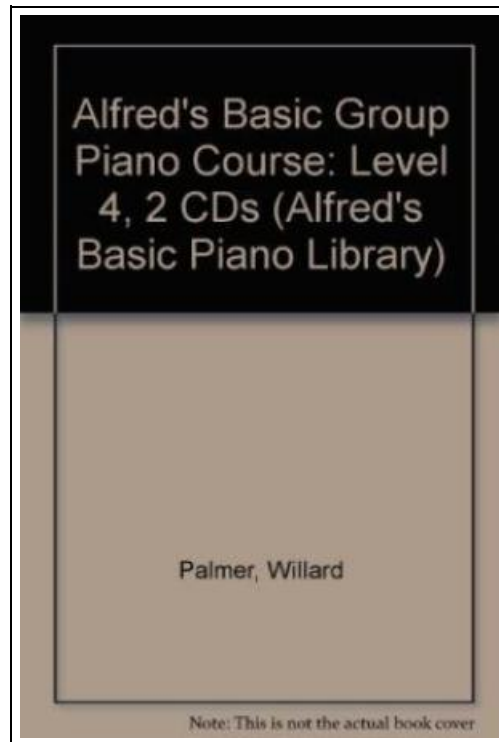 Alfred's Basic Group
Piano Course: Level
4, 2 CDs (Alfred's
Basic Piano Library)
Palmer, Willard
Note: This is not the actual book cover